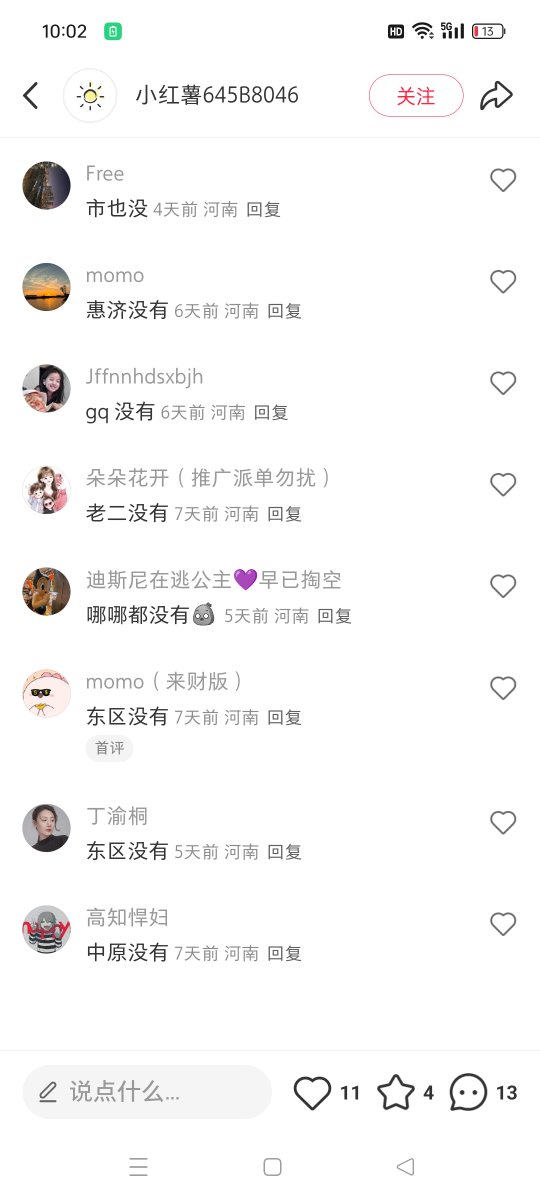 10:02 HD 5G 13
小红薯645B8046 关注
Free
市也没 4天前 河南 回复
momo
惠济没有 6天前 河南 回复
Jffnnhdsxbjh
gq 没有 6天前 河南 回复
朵朵花开（推广派单勿扰）
老二没有 7天前 河南 回复
迪斯尼在逃公主💜早已掏空
哪哪都没有 5天前 河南 回复
momo（来财版）
东区没有 7天前 河南 回复
首评
丁渝桐
东区没有 5天前 河南 回复
高知悍妇
中原没有 7天前 河南 回复
说点什么... 11 4 13